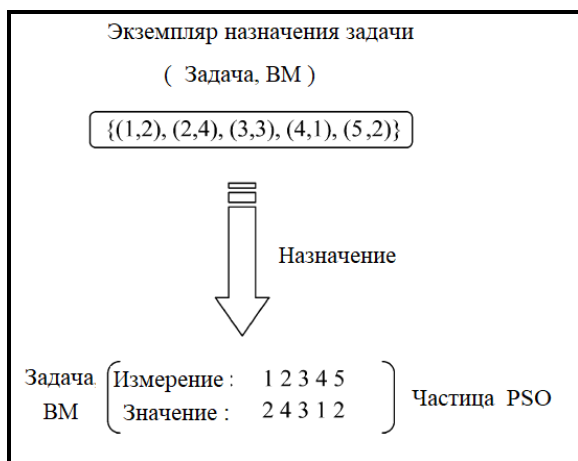 Экземпляр назначения задачи
( Задача, ВМ )
{(1,2), (2,4), (3,3), (4,1), (5,2)}
Назначение
Задача Измерение : 1 2 3 4 5
ВМ Значение : 2 4 3 1 2
Частица PSO